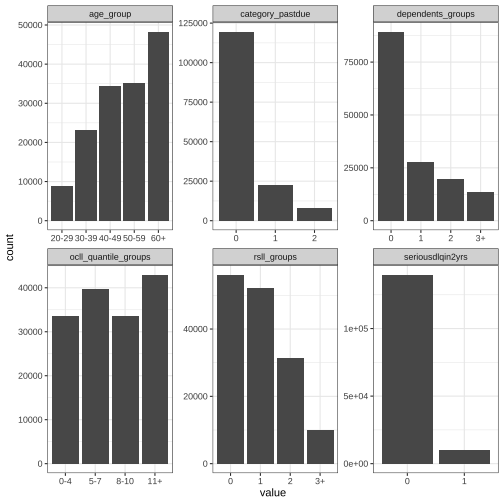 age_group
category_pastdue
dependents_groups
50000
40000
30000
20000
10000
0
20-29 30-39 40-49 50-59 60+
125000
100000
75000
50000
25000
0
0 1 2
75000
50000
25000
0
0 1 2 3+
count
ocll_quantile_groups
rsll_groups
seriousdlqin2yrs
40000
30000
20000
10000
0
0-4 5-7 8-10 11+
40000
20000
0
0 1 2 3+
1e+05
5e+04
0e+00
0 1
value